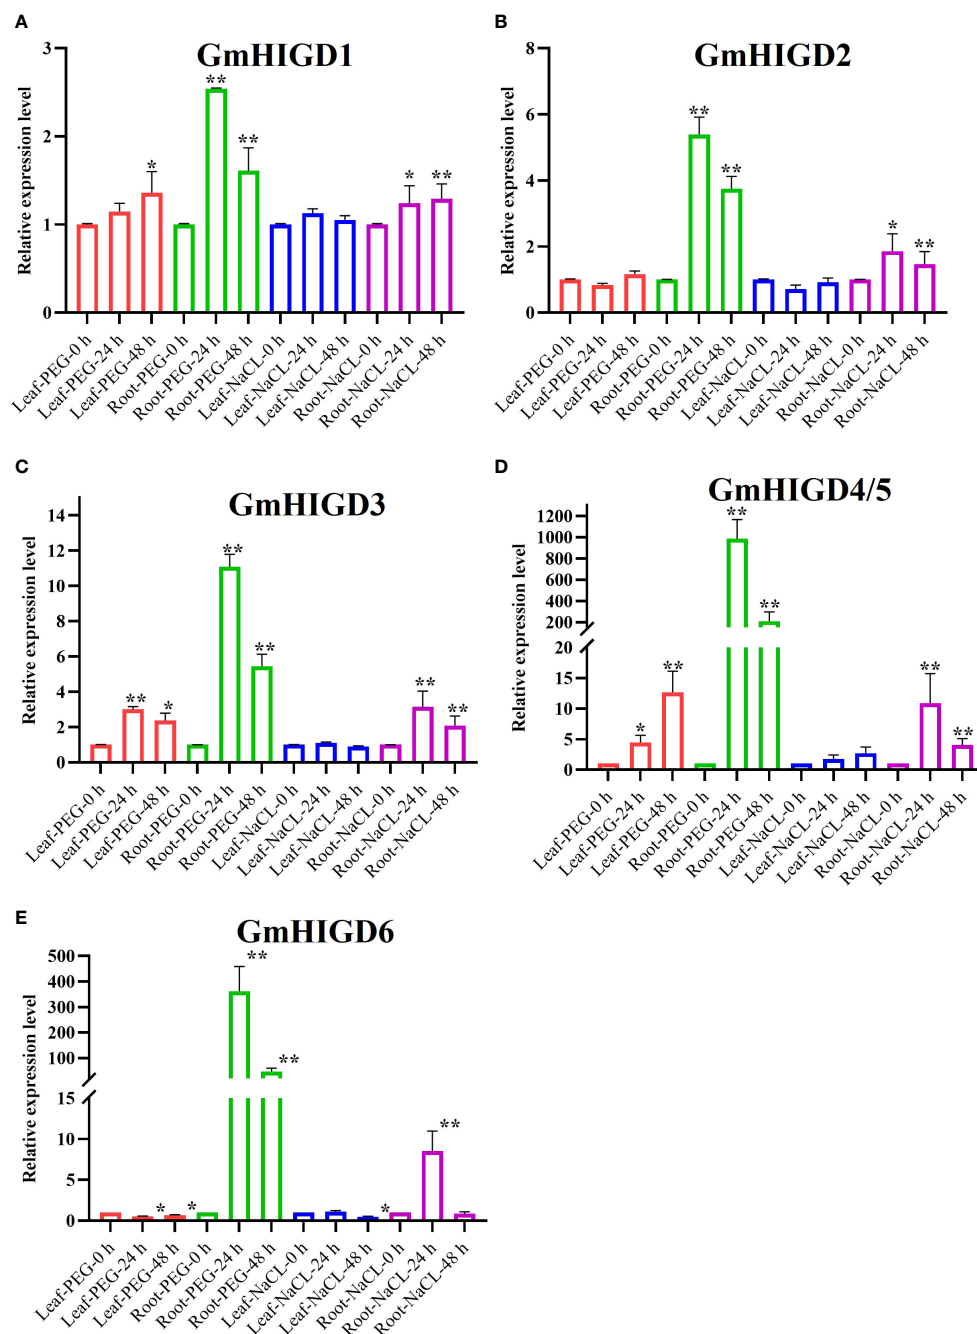 A
GmHIGD1
Relative expression level
3
2
1
0
** 
* ** * **
Leaf-PEG-0 h
Leaf-PEG-24 h
Leaf-PEG-48 h
Root-PEG-0 h
Root-PEG-24 h
Root-PEG-48 h
Leaf-NaCL-0 h
Leaf-NaCL-24 h
Leaf-NaCL-48 h
Root-NaCL-0 h
Root-NaCL-24 h
Root-NaCL-48 h
B
GmHIGD2
Relative expression level
8
6
4
2
0
**
**
*
**
Leaf-PEG-0 h
Leaf-PEG-24 h
Leaf-PEG-48 h
Root-PEG-0 h
Root-PEG-24 h
Root-PEG-48 h
Leaf-NaCL-0 h
Leaf-NaCL-24 h
Leaf-NaCL-48 h
Root-NaCL-0 h
Root-NaCL-24 h
Root-NaCL-48 h
C
GmHIGD3
Relative expression level
14
12
10
8
6
4
2
0
**
*
**
**
**
**
Leaf-PEG-0 h
Leaf-PEG-24 h
Leaf-PEG-48 h
Root-PEG-0 h
Root-PEG-24 h
Root-PEG-48 h
Leaf-NaCL-0 h
Leaf-NaCL-24 h
Leaf-NaCL-48 h
Root-NaCL-0 h
Root-NaCL-24 h
Root-NaCL-48 h
D
GmHIGD4/5
Relative expression level
1200
1000
800
600
400
200
20
15
10
5
0
*
**
**
**
**
**
Leaf-PEG-0 h
Leaf-PEG-24 h
Leaf-PEG-48 h
Root-PEG-0 h
Root-PEG-24 h
Root-PEG-48 h
Leaf-NaCL-0 h
Leaf-NaCL-24 h
Leaf-NaCL-48 h
Root-NaCL-0 h
Root-NaCL-24 h
Root-NaCL-48 h
E
GmHIGD6
Relative expression level
500
400
300
200
100
15
10
5
0
*
*
**
**
*
**
Leaf-PEG-0 h
Leaf-PEG-24 h
Leaf-PEG-48 h
Root-PEG-0 h
Root-PEG-24 h
Root-PEG-48 h
Leaf-NaCL-0 h
Leaf-NaCL-24 h
Leaf-NaCL-48 h
Root-NaCL-0 h
Root-NaCL-24 h
Root-NaCL-48 h